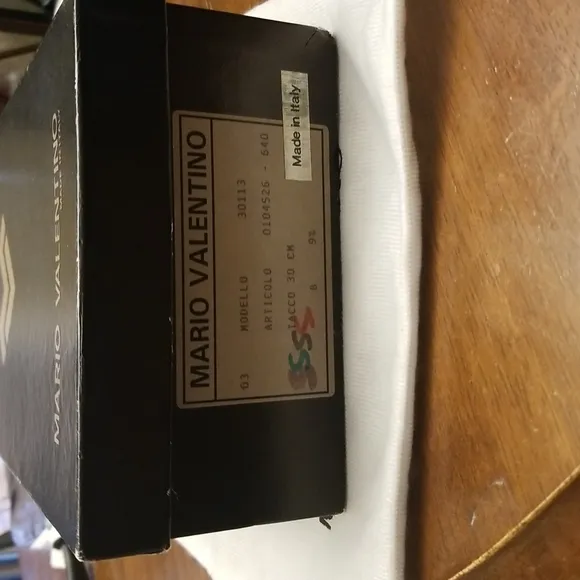 MARIO VALENTINO
MARIO VALENTINO
03 MODELLO 30113
ARTICOLO 0104526 - 640
TACCO 30 CM
Made in Italy